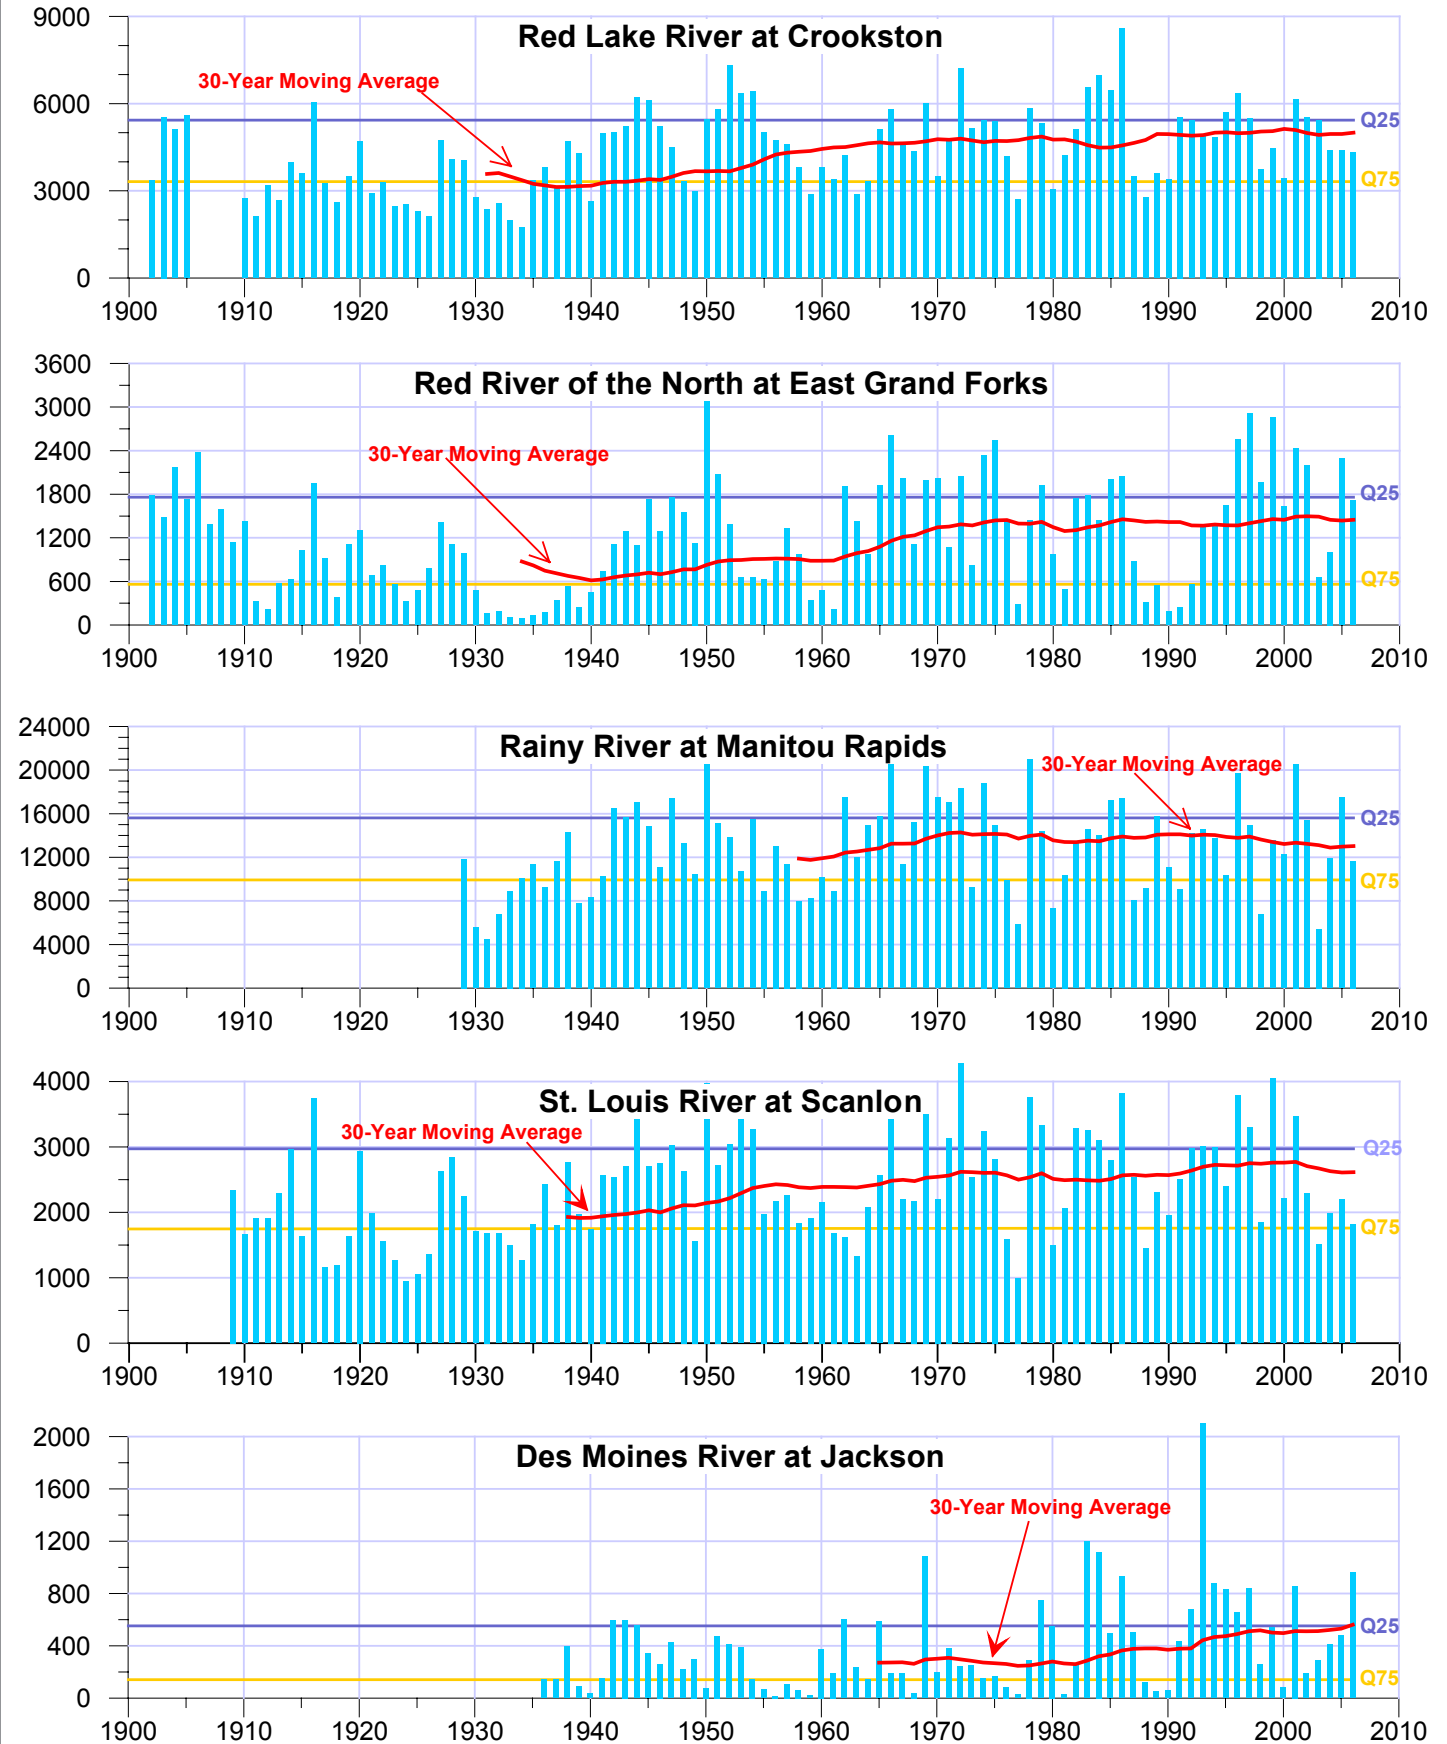 9000
Red Lake River at Crookston
30-Year Moving Average
6000
Q25
3000
Q75
0
1900 1910 1920 1930 1940 1950 1960 1970 1980 1990 2000 2010
3600
Red River of the North at East Grand Forks
3000
30-Year Moving Average
2400
1800
Q25
1200
600
Q75
0
1900 1910 1920 1930 1940 1950 1960 1970 1980 1990 2000 2010
24000
Rainy River at Manitou Rapids
20000
30-Year Moving Average
16000
Q25
12000
Q75
8000
4000
0
1900 1910 1920 1930 1940 1950 1960 1970 1980 1990 2000 2010
4000
St. Louis River at Scanlon
30-Year Moving Average
3000
Q25
2000
Q75
1000
0
1900 1910 1920 1930 1940 1950 1960 1970 1980 1990 2000 2010
2000
Des Moines River at Jackson
1600
30-Year Moving Average
1200
800
Q25
400
Q75
0
1900 1910 1920 1930 1940 1950 1960 1970 1980 1990 2000 2010